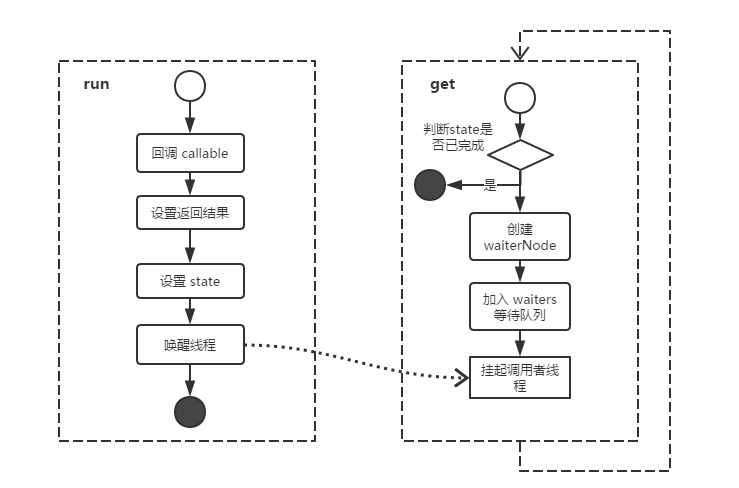 run
回调 callable
设置返回结果
设置 state
唤醒线程
get
判断state是
否已完成
是
创建
waiterNode
加入 waiters
等待队列
挂起调用者线
程